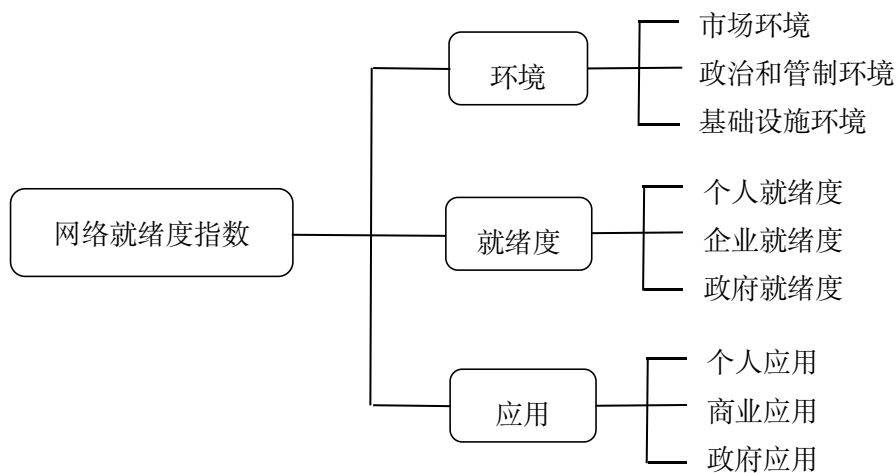 网络就绪度指数
环境
市场环境
政治和管制环境
基础设施环境
就绪度
个人就绪度
企业就绪度
政府就绪度
应用
个人应用
商业应用
政府应用